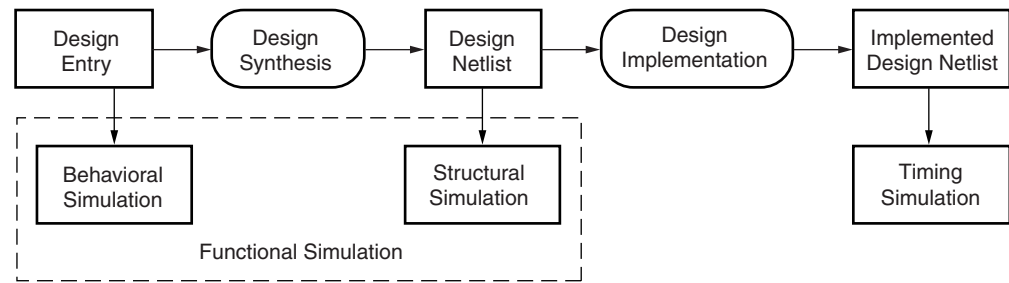 Design
Entry
Design
Synthesis
Design
Netlist
Design
Implementation
Implemented
Design Netlist
Behavioral
Simulation
Structural
Simulation
Timing
Simulation
Functional Simulation